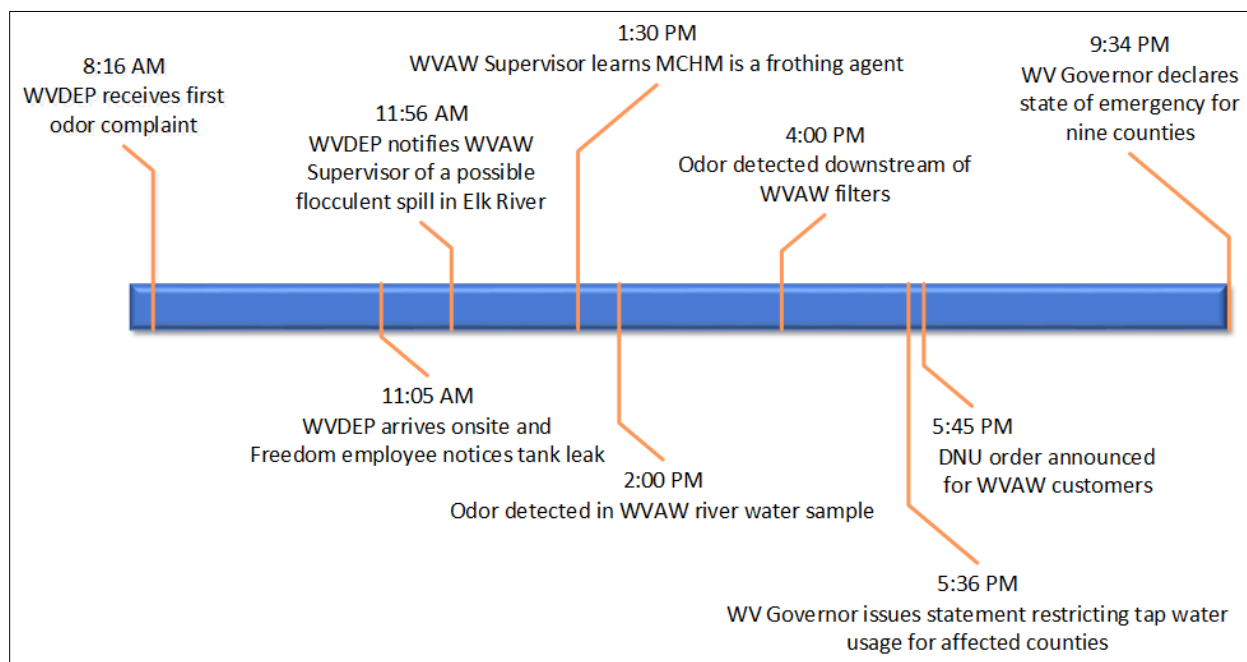 8:16 AM
WVDEP receives first
odor complaint
11:56 AM
WVDEP notifies WVAW
Supervisor of a possible
flocculent spill in Elk River
1:30 PM
WVAW Supervisor learns MCHM is a frothing agent
4:00 PM
Odor detected downstream of
WVAW filters
9:34 PM
WV Governor declares
state of emergency for
nine counties
11:05 AM
WVDEP arrives onsite and
Freedom employee notices tank leak
2:00 PM
Odor detected in WVAW river water sample
5:45 PM
DNU order announced
for WVAW customers
5:36 PM
WV Governor issues statement restricting tap water
usage for affected counties